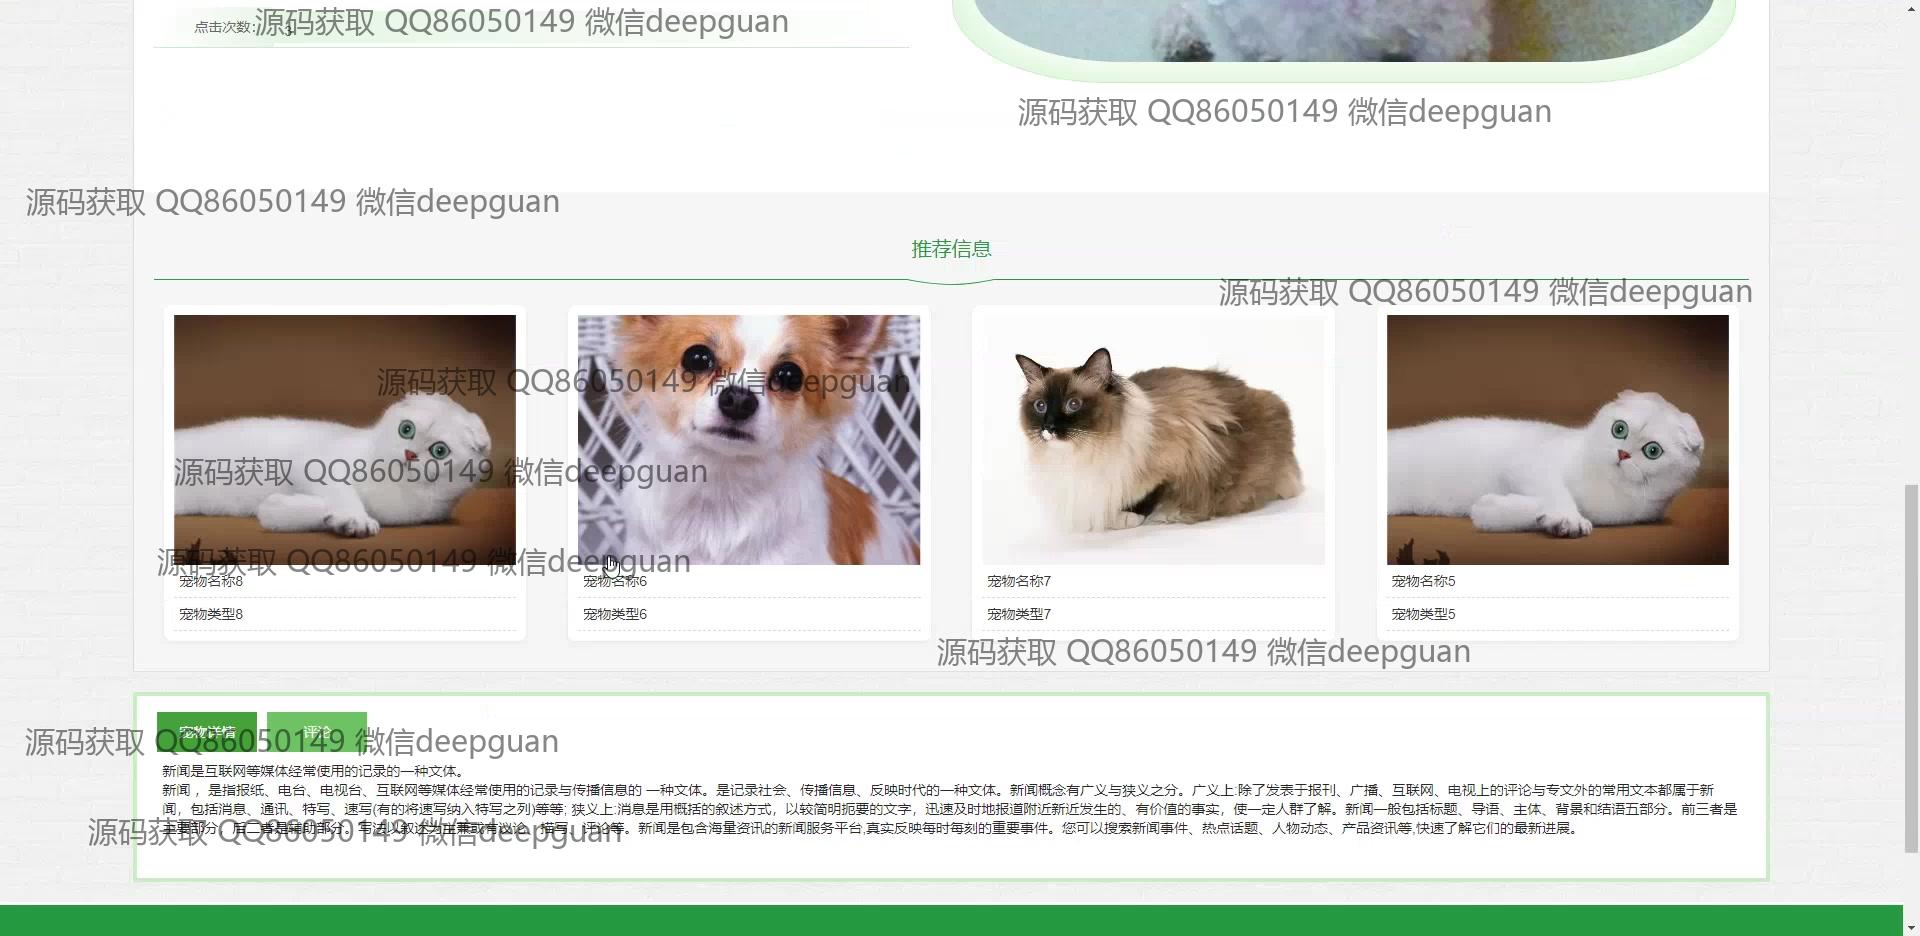 点击次数：
3
源码获取 QQ86050149 微信deepguan
源码获取 QQ86050149 微信deepguan
源码获取 QQ86050149 微信deepguan
推荐信息
源码获取 QQ86050149 微信deepguan
源码获取 QQ86050149 微信deepguan
源码获取 QQ86050149 微信deepguan
源码获取 QQ86050149 微信deepguan
宠物名称8
宠物类型8
宠物名称6
宠物类型6
宠物名称7
宠物类型7
宠物名称5
宠物类型5
源码获取 QQ86050149 微信deepguan
宠物详情
评论
源码获取 QQ86050149 微信deepguan
新闻是互联网等媒体经常使用的记录的一种文体。
新闻，是指报纸、电台、电视台、互联网等媒体经常使用的记录与传播信息的 一种文体。是记录社会、传播信息、反映时代的一种文体。新闻概念有广义与狭义之分。广义上:除了发表于报刊、广播、互联网、电视上的评论与专文外的常用文本都属于新
闻，包括消息、通讯、特写、速写(有的将速写纳入特写之列)等等; 狭义上:消息是用概括的叙述方式，以较简明扼要的文字，迅速及时地报道附近新近发生的、有价值的事实，使一定人群了解。新闻一般包括标题、导语、主体、背景和结语五部分。前三者是
主要部分，后二者是辅助部分。写法以叙述为主兼或有议论、描写、评论等。新闻是包含海量资讯的新闻服务平台,真实反映每时每刻的重要事件。您可以搜索新闻事件、热点话题、人物动态、产品资讯等,快速了解它们的最新进展。
源码获取 QQ86050149 微信deepguan